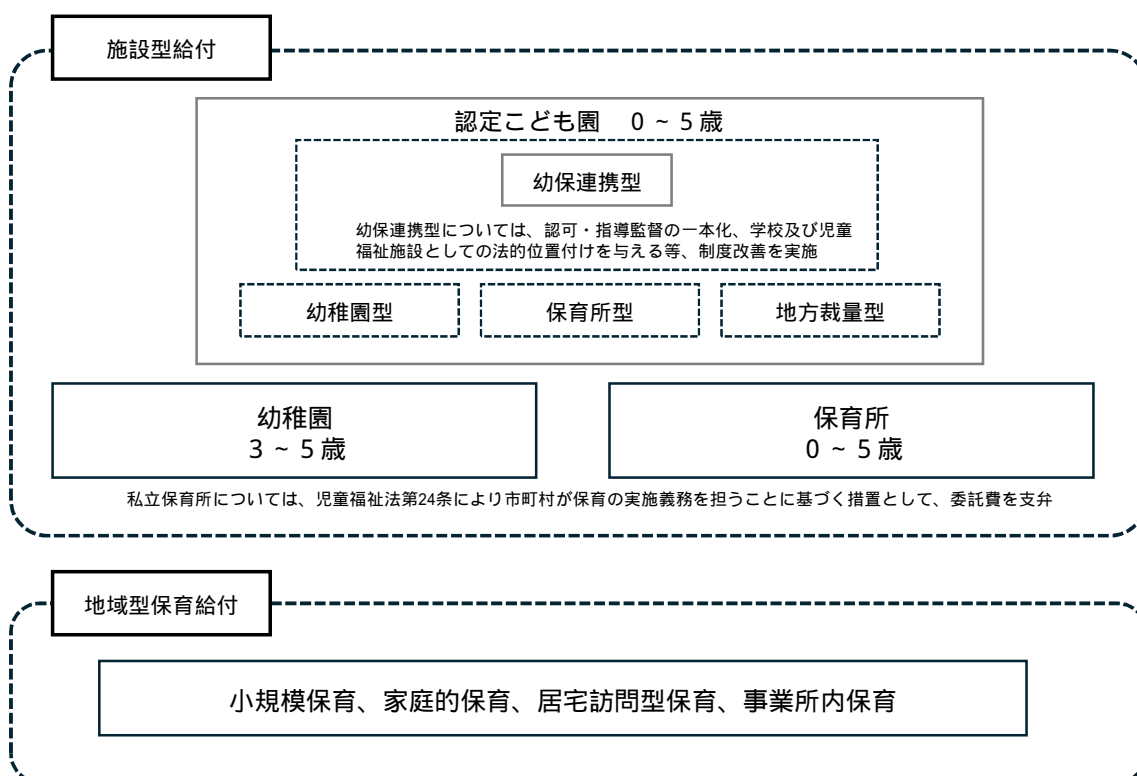 施設型給付
認定こども園　０~５歳
幼保連携型
幼保連携型については、認可・指導監督の一本化、学校及び児童
福祉施設としての法的位置付けを与える等、制度改善を実施
幼稚園型
保育所型
地方裁量型
幼稚園
３~５歳
保育所
０~５歳
私立保育所については、児童福祉法第24条により市町村が保育の実施義務を担うことに基づく措置として、委託費を支弁
地域型保育給付
小規模保育、家庭的保育、居宅訪問型保育、事業所内保育